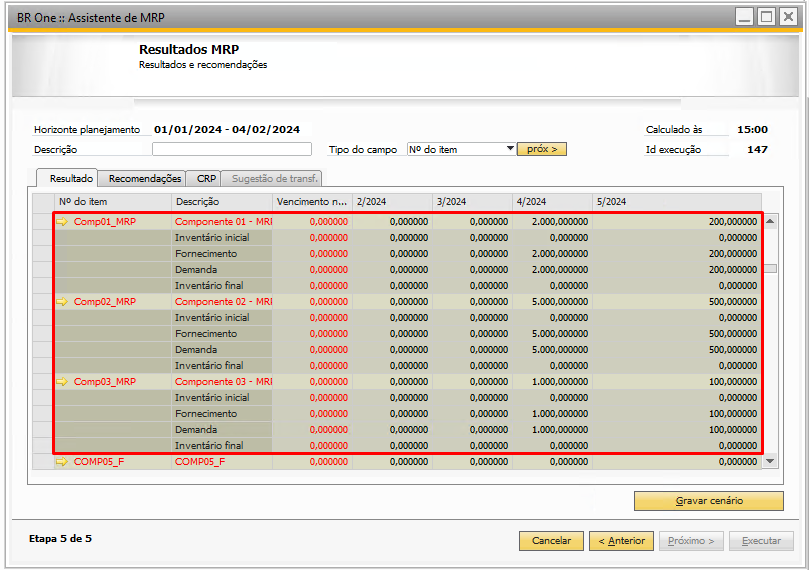 BR One :: Assistente de MRP
Resultados MRP
Resultados e recomendações
Horizonte planejamento 01/01/2024 - 04/02/2024 Calculado às 15:00
Descrição Tipo do campo Nº do item próx > Id execução 147
Resultado Recomendações CRP Sugestão de transf.
Nº do item Descrição Vencimento n... 2/2024 3/2024 4/2024 5/2024
Comp01_MRP Componente 01 - MRP 0,000000 0,000000 0,000000 2.000,000000 200,000000
Inventário inicial 0,000000 0,000000 0,000000 0,000000 0,000000
Fornecimento 0,000000 0,000000 0,000000 2.000,000000 200,000000
Demanda 0,000000 0,000000 0,000000 2.000,000000 200,000000
Inventário final 0,000000 0,000000 0,000000 0,000000 0,000000
Comp02_MRP Componente 02 - MRP 0,000000 0,000000 0,000000 5.000,000000 500,000000
Inventário inicial 0,000000 0,000000 0,000000 0,000000 0,000000
Fornecimento 0,000000 0,000000 0,000000 5.000,000000 500,000000
Demanda 0,000000 0,000000 0,000000 5.000,000000 500,000000
Inventário final 0,000000 0,000000 0,000000 0,000000 0,000000
Comp03_MRP Componente 03 - MRP 0,000000 0,000000 0,000000 1.000,000000 100,000000
Inventário inicial 0,000000 0,000000 0,000000 0,000000 0,000000
Fornecimento 0,000000 0,000000 0,000000 1.000,000000 100,000000
Demanda 0,000000 0,000000 0,000000 1.000,000000 100,000000
Inventário final 0,000000 0,000000 0,000000 0,000000 0,000000
COMP05_F COMP05_F 0,000000 0,000000 0,000000 0,000000 0,000000
Gravar cenário
Etapa 5 de 5 Cancelar < Anterior Próximo > Executar